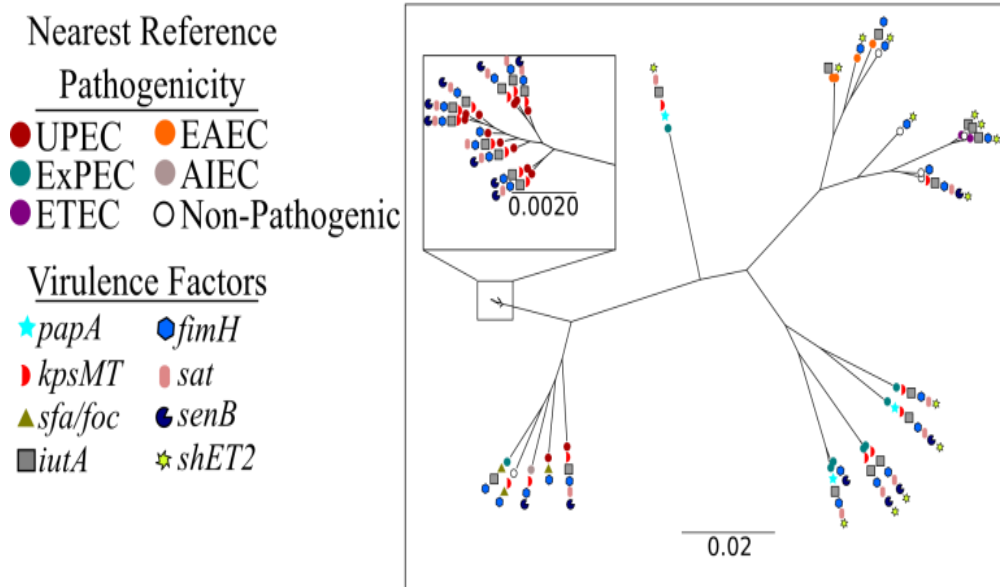 Nearest Reference
Pathogenicity
UPEC EAEC
ExPEC AIEC
ETEC Non-Pathogenic
Virulence Factors
papA fimH
kpsMT sat
sfa/foc senB
iutA shET2
0.0020
0.02